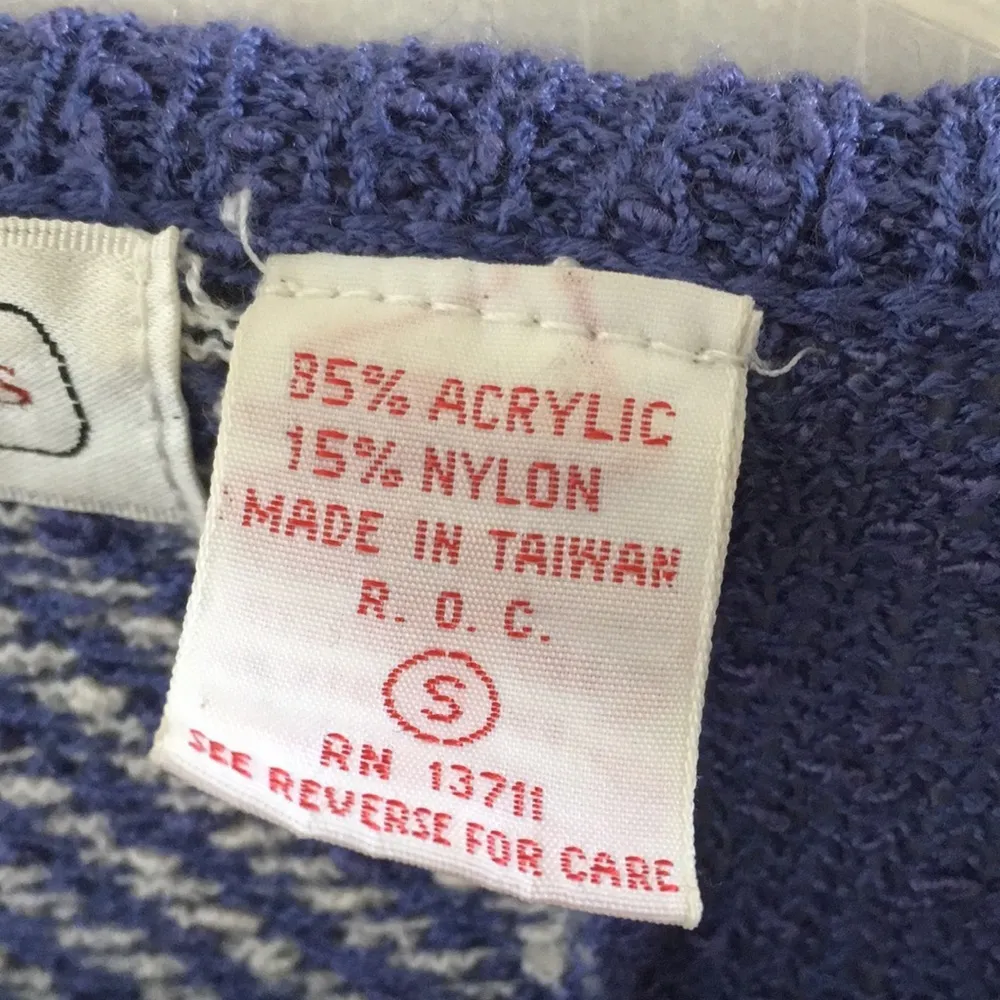 S
85% ACRYLIC
15% NYLON
MADE IN TAIWAN
R. O. C.
S
RN 13711
SEE REVERSE FOR CARE